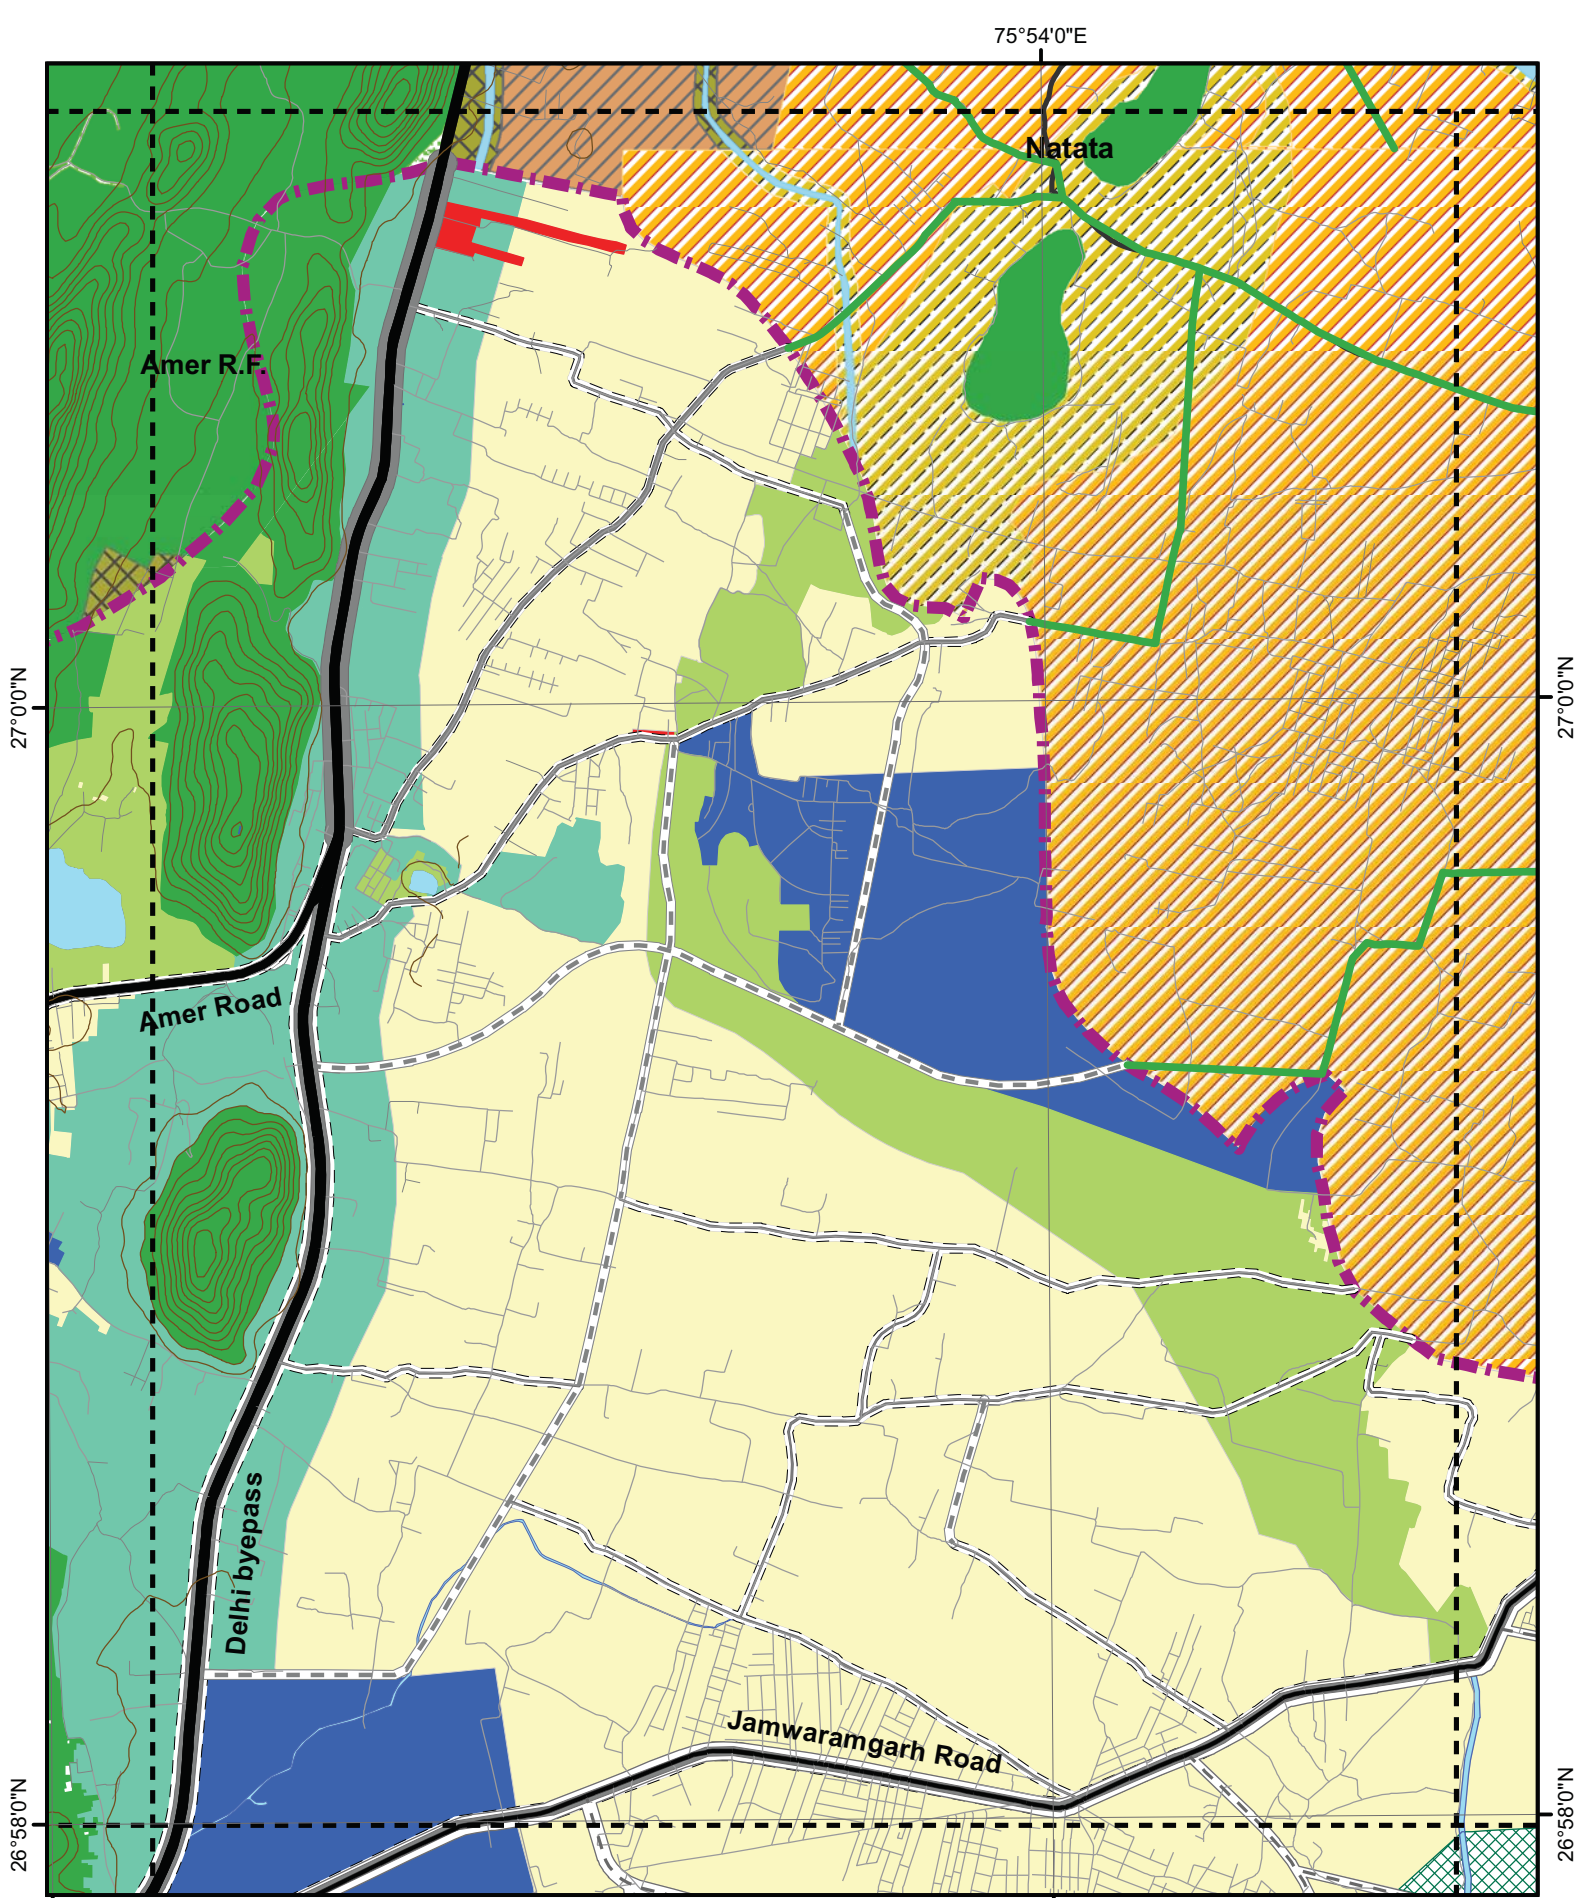 75°54'0"E
Natata
Amer R.F.
27°0'0"N
27°0'0"N
Amer Road
Delhi byepass
Jamwaramgarh Road
26°58'0"N
26°58'0"N